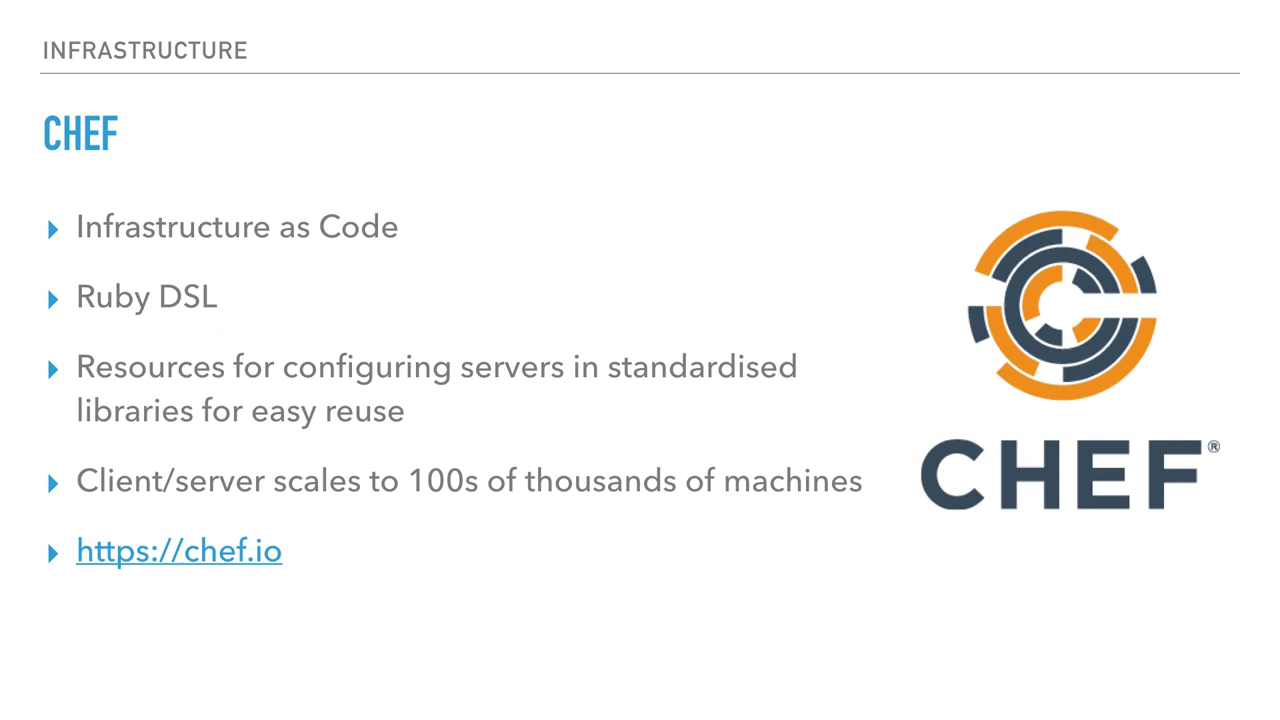 INFRASTRUCTURE
CHEF
Infrastructure as Code
Ruby DSL
Resources for configuring servers in standardised
libraries for easy reuse
Client/server scales to 100s of thousands of machines
https://chef.io
CHEF®